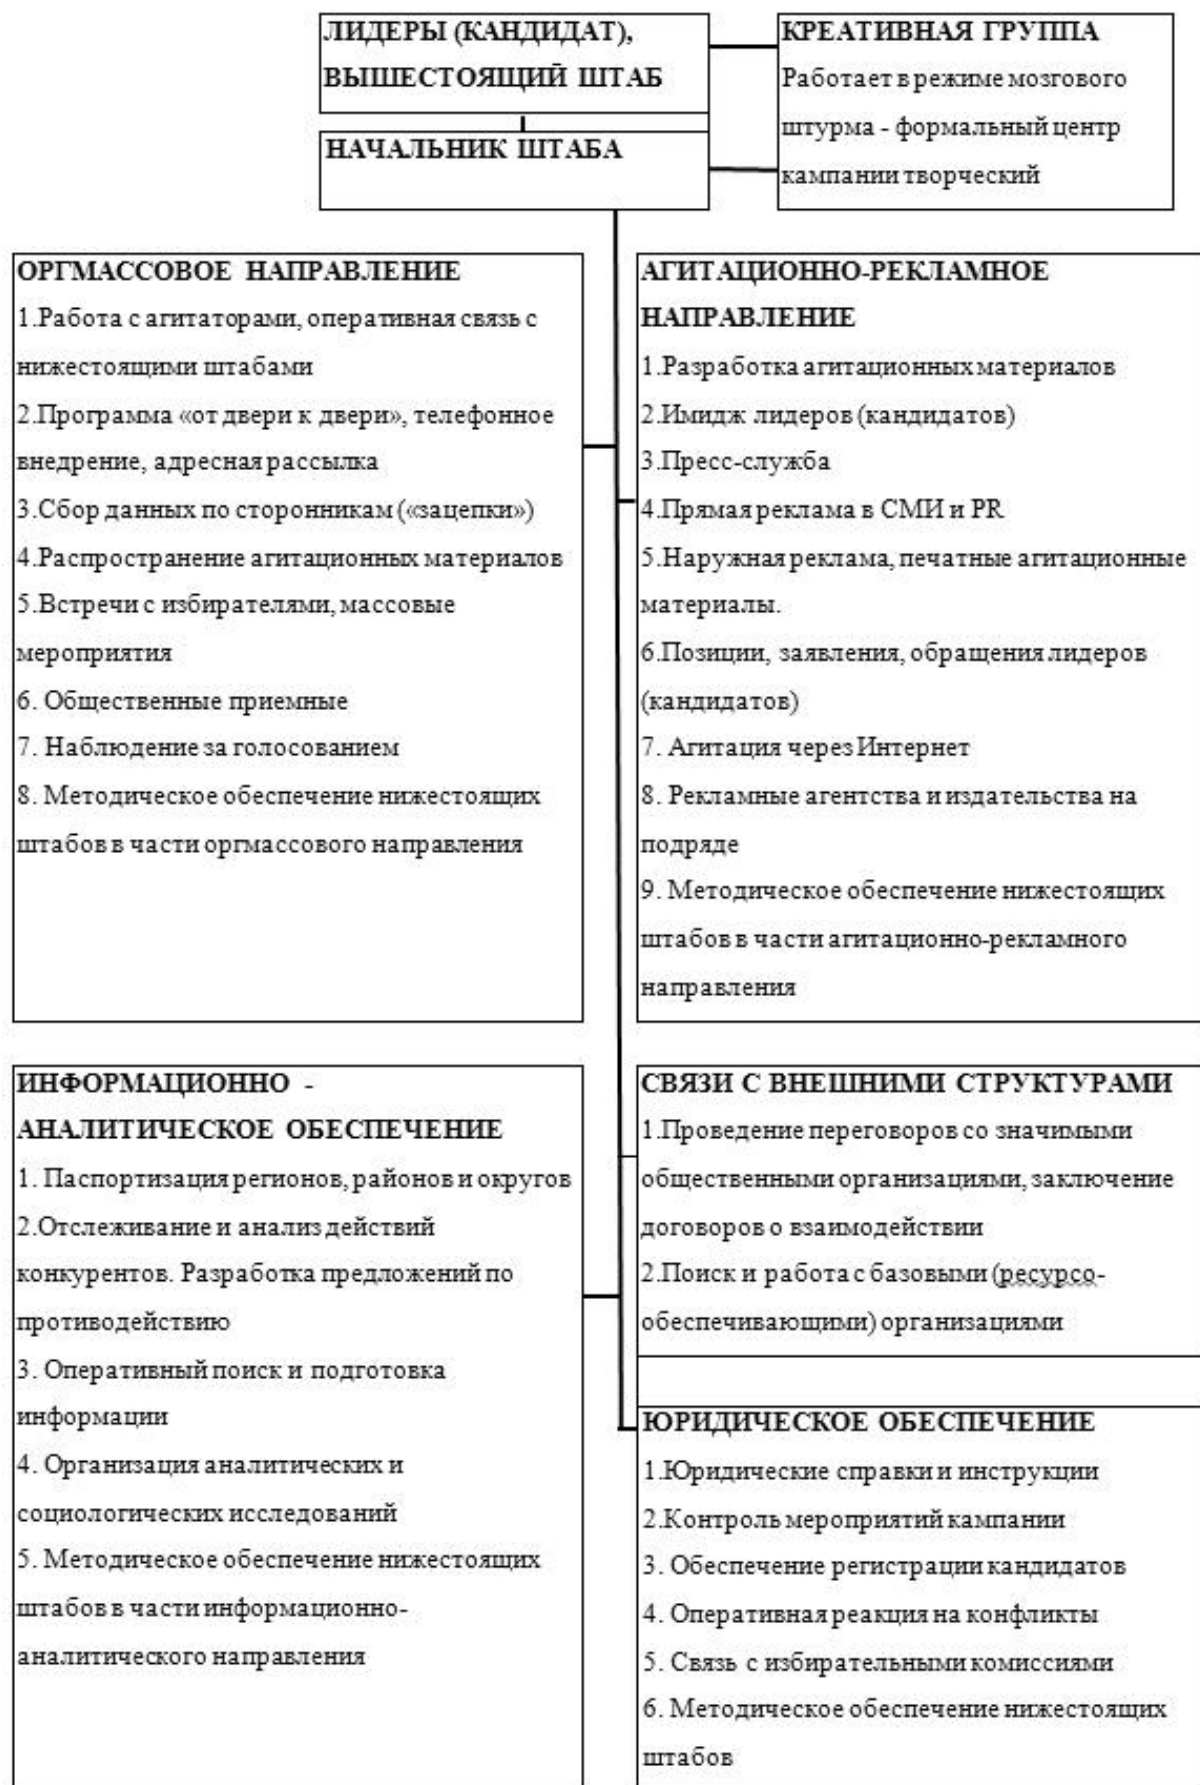 ЛИДЕРЫ (КАНДИДАТ),
ВЫШЕСТОЯЩИЙ ШТАБ
КРЕАТИВНАЯ ГРУППА
Работает в режиме мозгового
штурма - формальный центр
кампании творческий
НАЧАЛЬНИК ШТАБА
ОРГМАССОВОЕ НАПРАВЛЕНИЕ
1.Работа с агитаторами, оперативная связь с
нижестоящими штабами
2.Программа «от двери к двери», телефонное
внедрение, адресная рассылка
3.Сбор данных по сторонникам («зацепки»)
4.Распространение агитационных материалов
5.Встречи с избирателями, массовые
мероприятия
6. Общественные приемные
7. Наблюдение за голосованием
8. Методическое обеспечение нижестоящих
штабов в части оргмассового направления
АГИТАЦИОННО-РЕКЛАМНОЕ
НАПРАВЛЕНИЕ
1.Разработка агитационных материалов
2.Имидж лидеров (кандидатов)
3.Пресс-служба
4.Прямая реклама в СМИ и PR
5.Наружная реклама, печатные агитационные
материалы.
6.Позиции, заявления, обращения лидеров
(кандидатов)
7. Агитация через Интернет
8. Рекламные агентства и издательства на
подряде
9. Методическое обеспечение нижестоящих
штабов в части агитационно-рекламного
направления
ИНФОРМАЦИОННО -
АНАЛИТИЧЕСКОЕ ОБЕСПЕЧЕНИЕ
1. Паспортизация регионов, районов и округов
2.Отслеживание и анализ действий
конкурентов. Разработка предложений по
противодействию
3. Оперативный поиск и подготовка
информации
4. Организация аналитических и
социологических исследований
5. Методическое обеспечение нижестоящих
штабов в части информационно-
аналитического направления
СВЯЗИ С ВНЕШНИМИ СТРУКТУРАМИ
1.Проведение переговоров со значимыми
общественными организациями, заключение
договоров о взаимодействии
2.Поиск и работа с базовыми (ресурсо-
обеспечивающими) организациями
ЮРИДИЧЕСКОЕ ОБЕСПЕЧЕНИЕ
1.Юридические справки и инструкции
2.Контроль мероприятий кампании
3. Обеспечение регистрации кандидатов
4. Оперативная реакция на конфликты
5. Связь с избирательными комиссиями
6. Методическое обеспечение нижестоящих
штабов